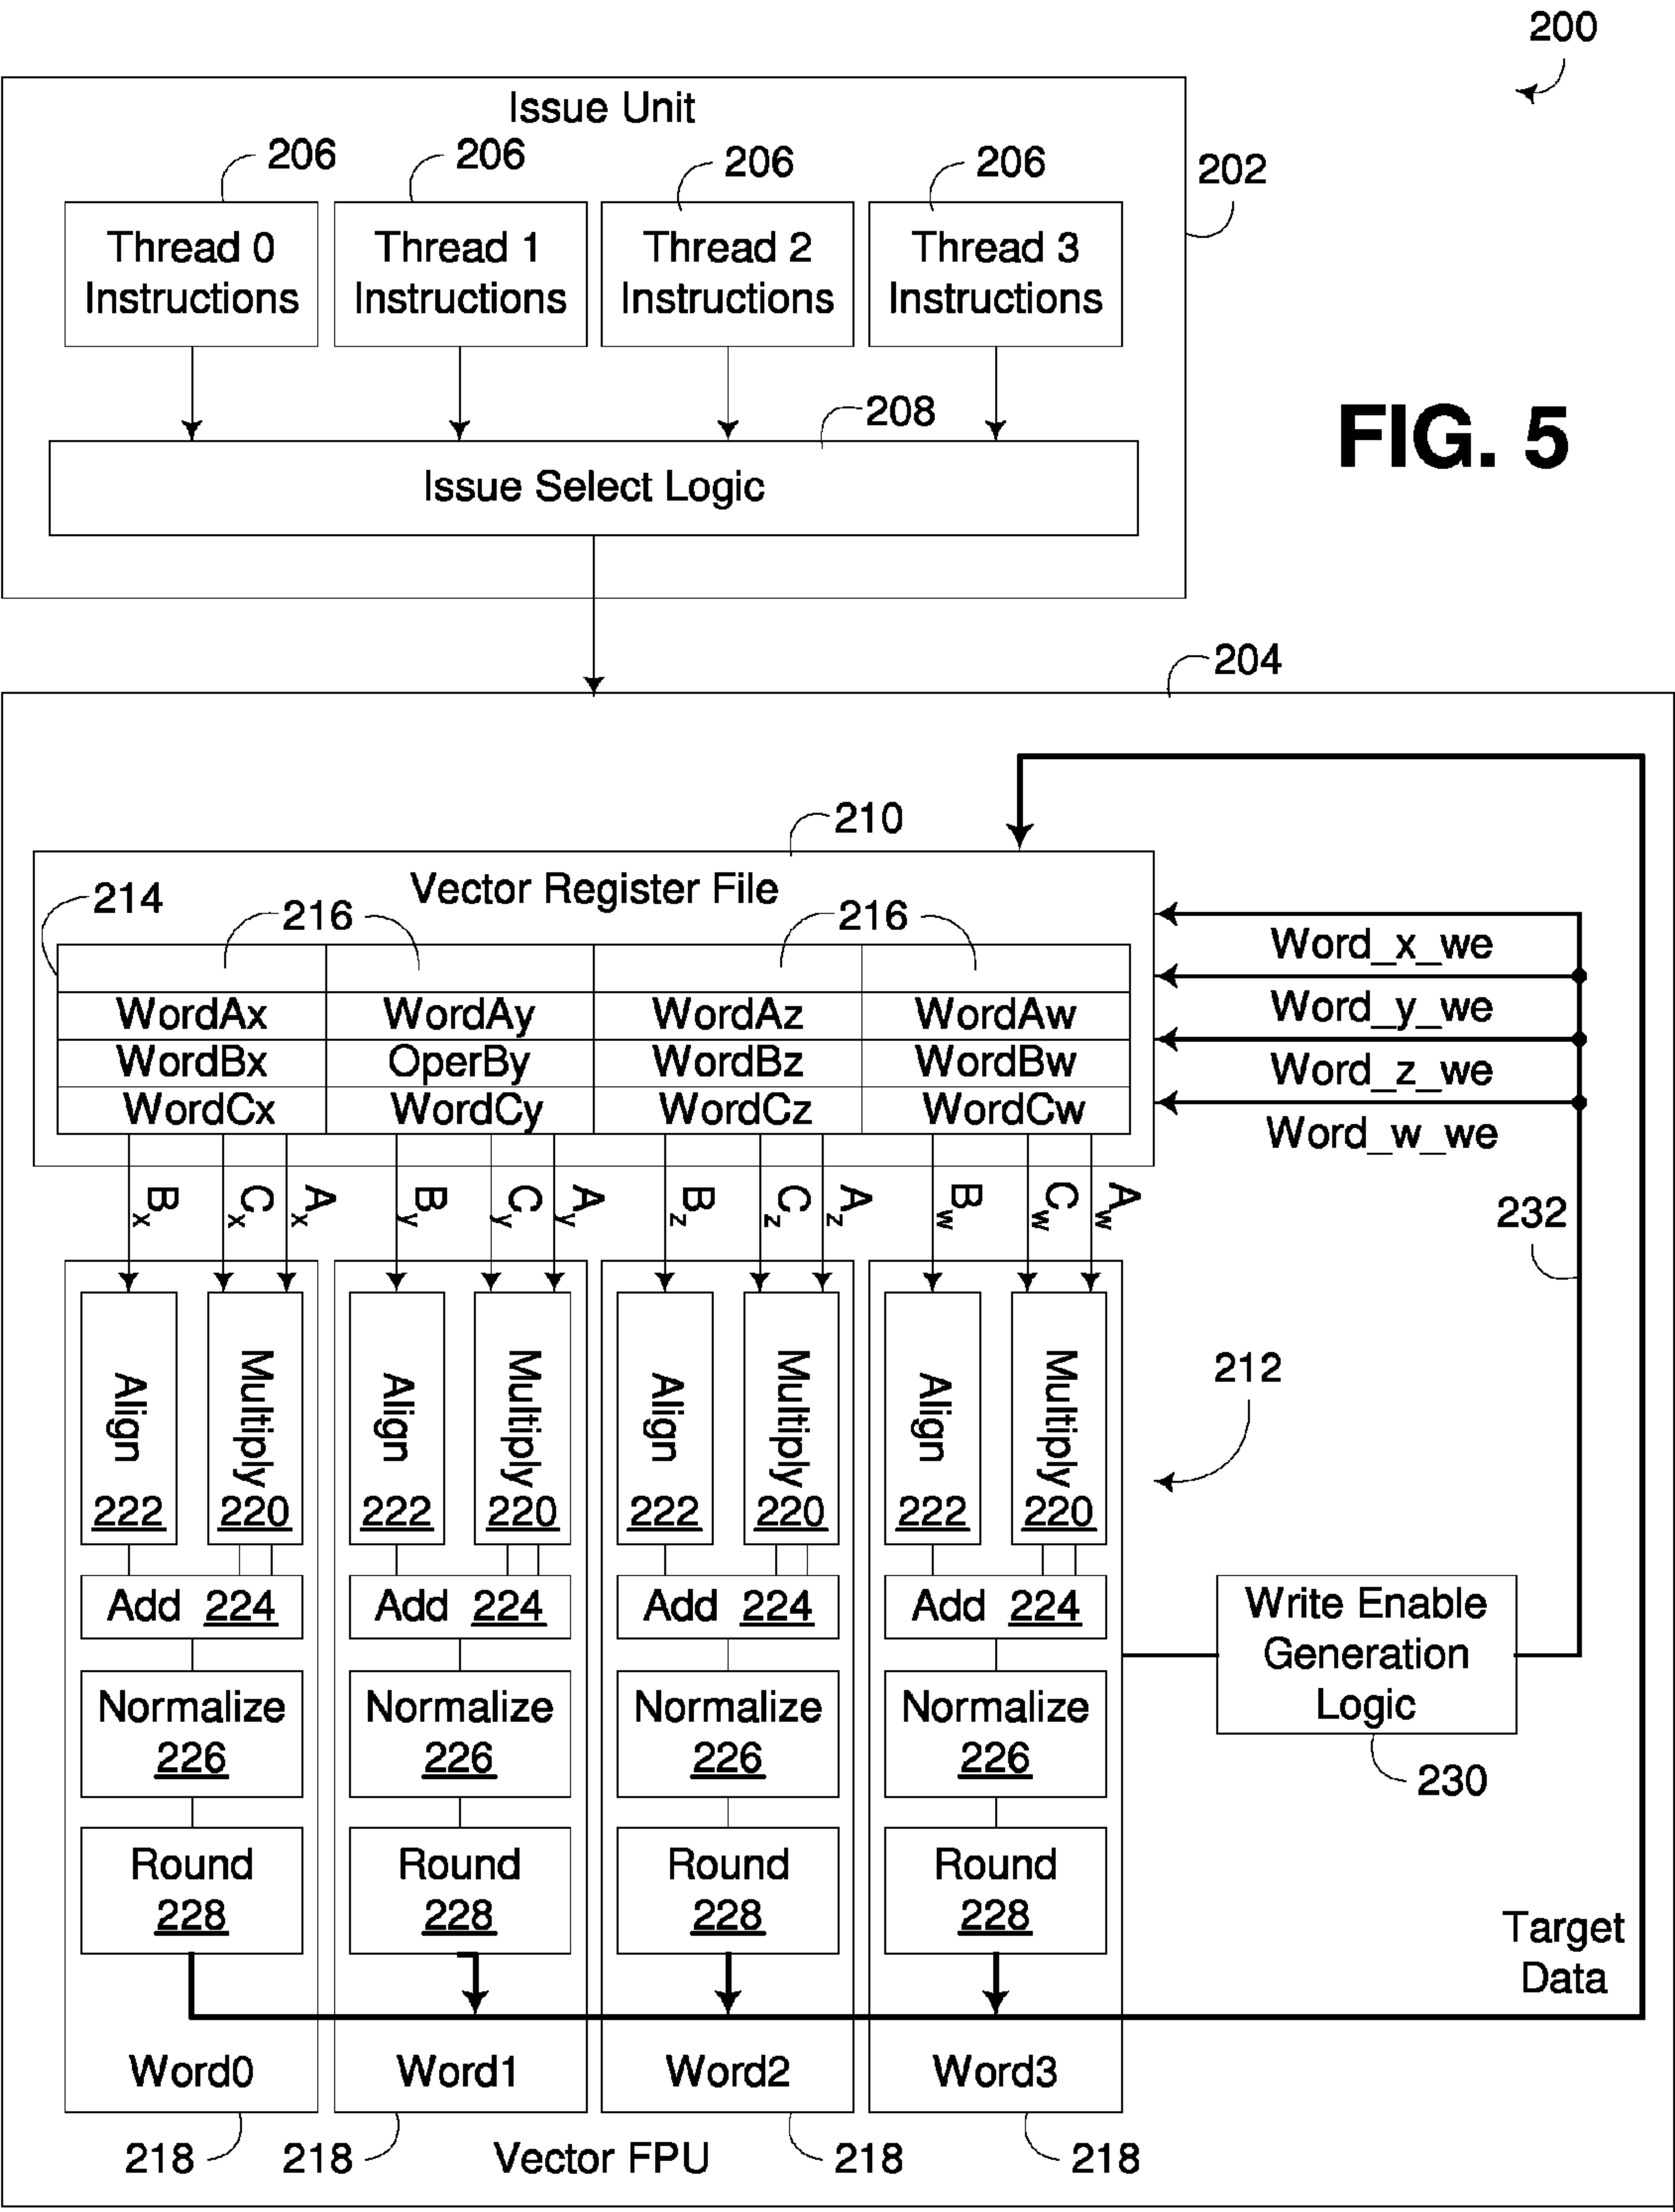 200
Issue Unit
206 206 206 206
202
Thread 0 Instructions
Thread 1 Instructions
Thread 2 Instructions
Thread 3 Instructions
208
Issue Select Logic
FIG. 5
204
210
Vector Register File
214
216 216
WordAx WordAy WordAz WordAw
WordBx OperBy WordBz WordBw
WordCx WordCy WordCz WordCw
Word_x_we
Word_y_we
Word_z_we
Word_w_we
Bx Cx Ax By Cy Ay Bz Cz Az Bw Cw Aw
232
212
Align Multiply Align Multiply Align Multiply Align Multiply
222 220 222 220 222 220 222 220
Add 224 Add 224 Add 224 Add 224
Write Enable
Generation
Logic
230
Normalize Normalize Normalize Normalize
226 226 226 226
Round Round Round Round
228 228 228 228
Target
Data
Word0 Word1 Word2 Word3
218 218 Vector FPU 218 218